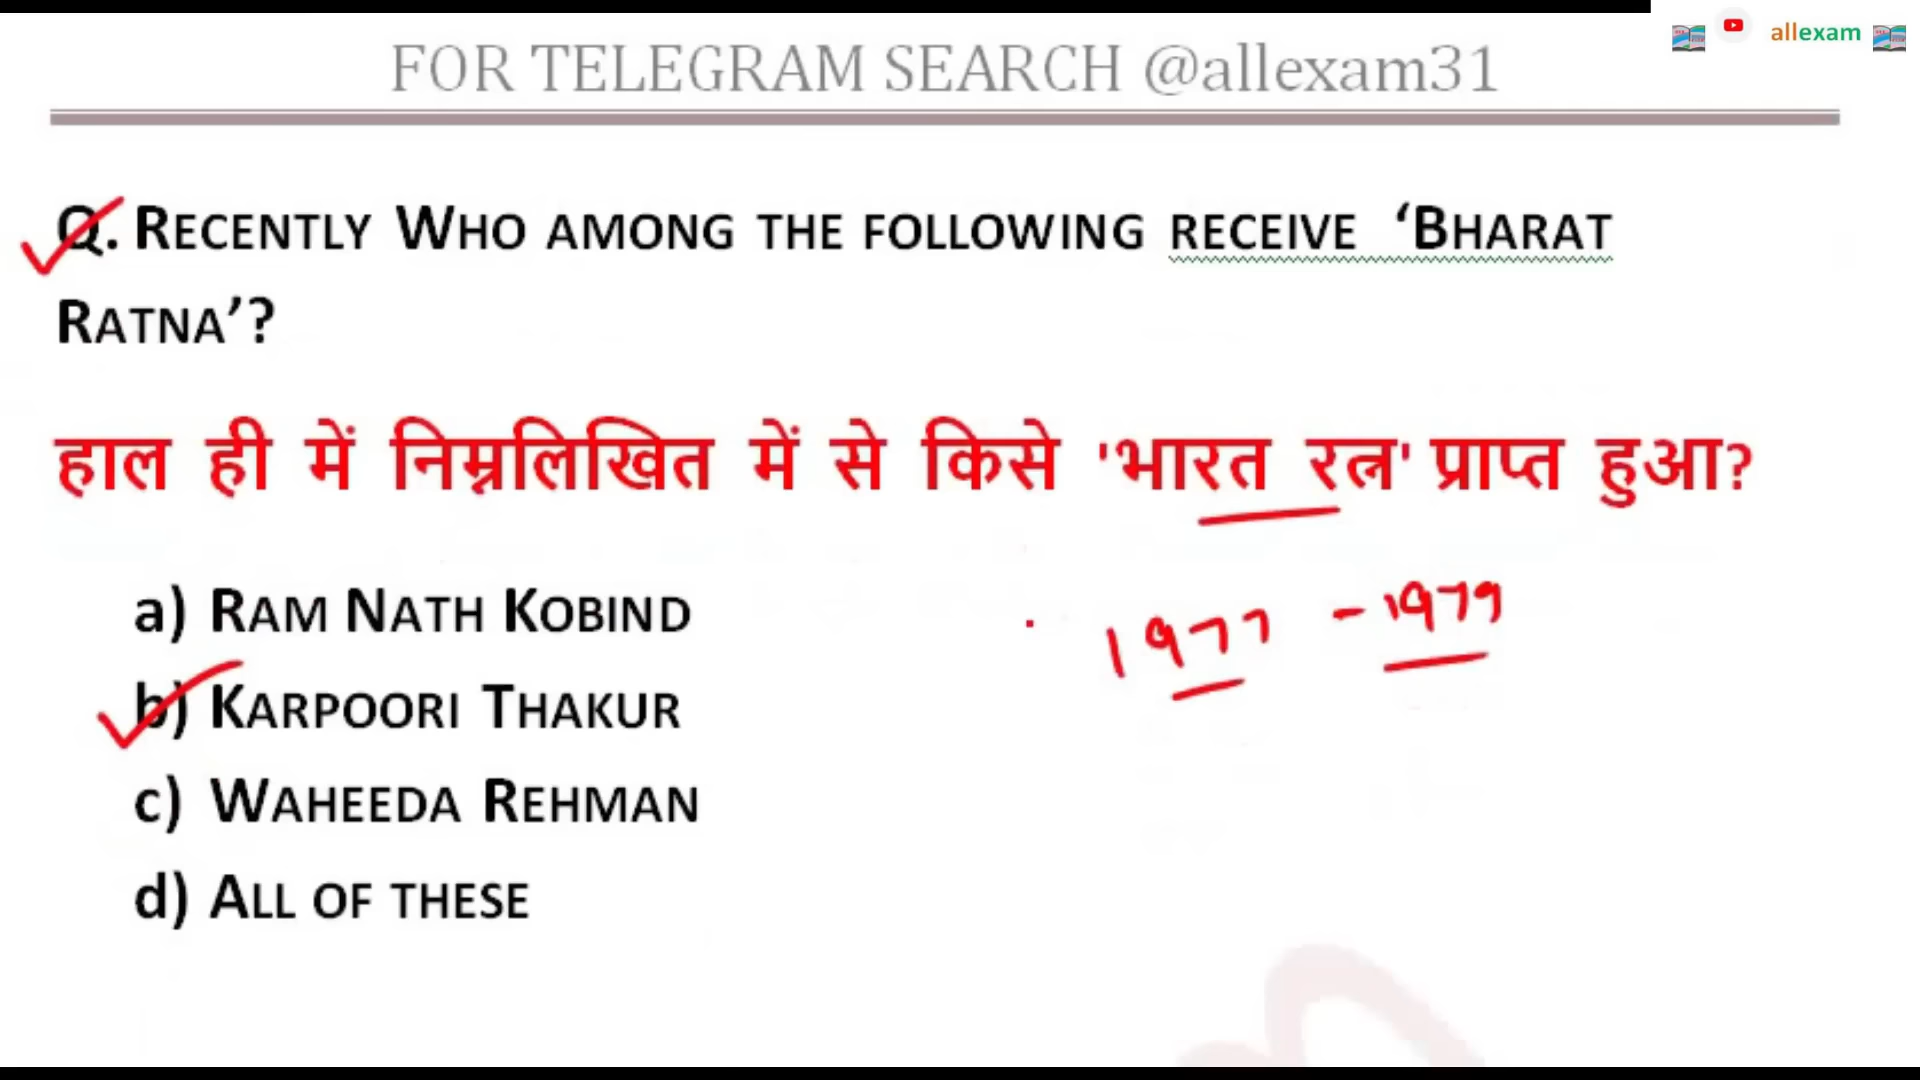 allexam
FOR TELEGRAM SEARCH @allexam31
Q. RECENTLY WHO AMONG THE FOLLOWING RECEIVE 'BHARAT
RATNA'?
हाल ही में निम्नलिखित में से किसे 'भारत रत्न' प्राप्त हुआ?
a) RAM NATH KOBIND
1977 - 1979
b) KARPOORI THAKUR
c) WAHEEDA REHMAN
d) ALL OF THESE